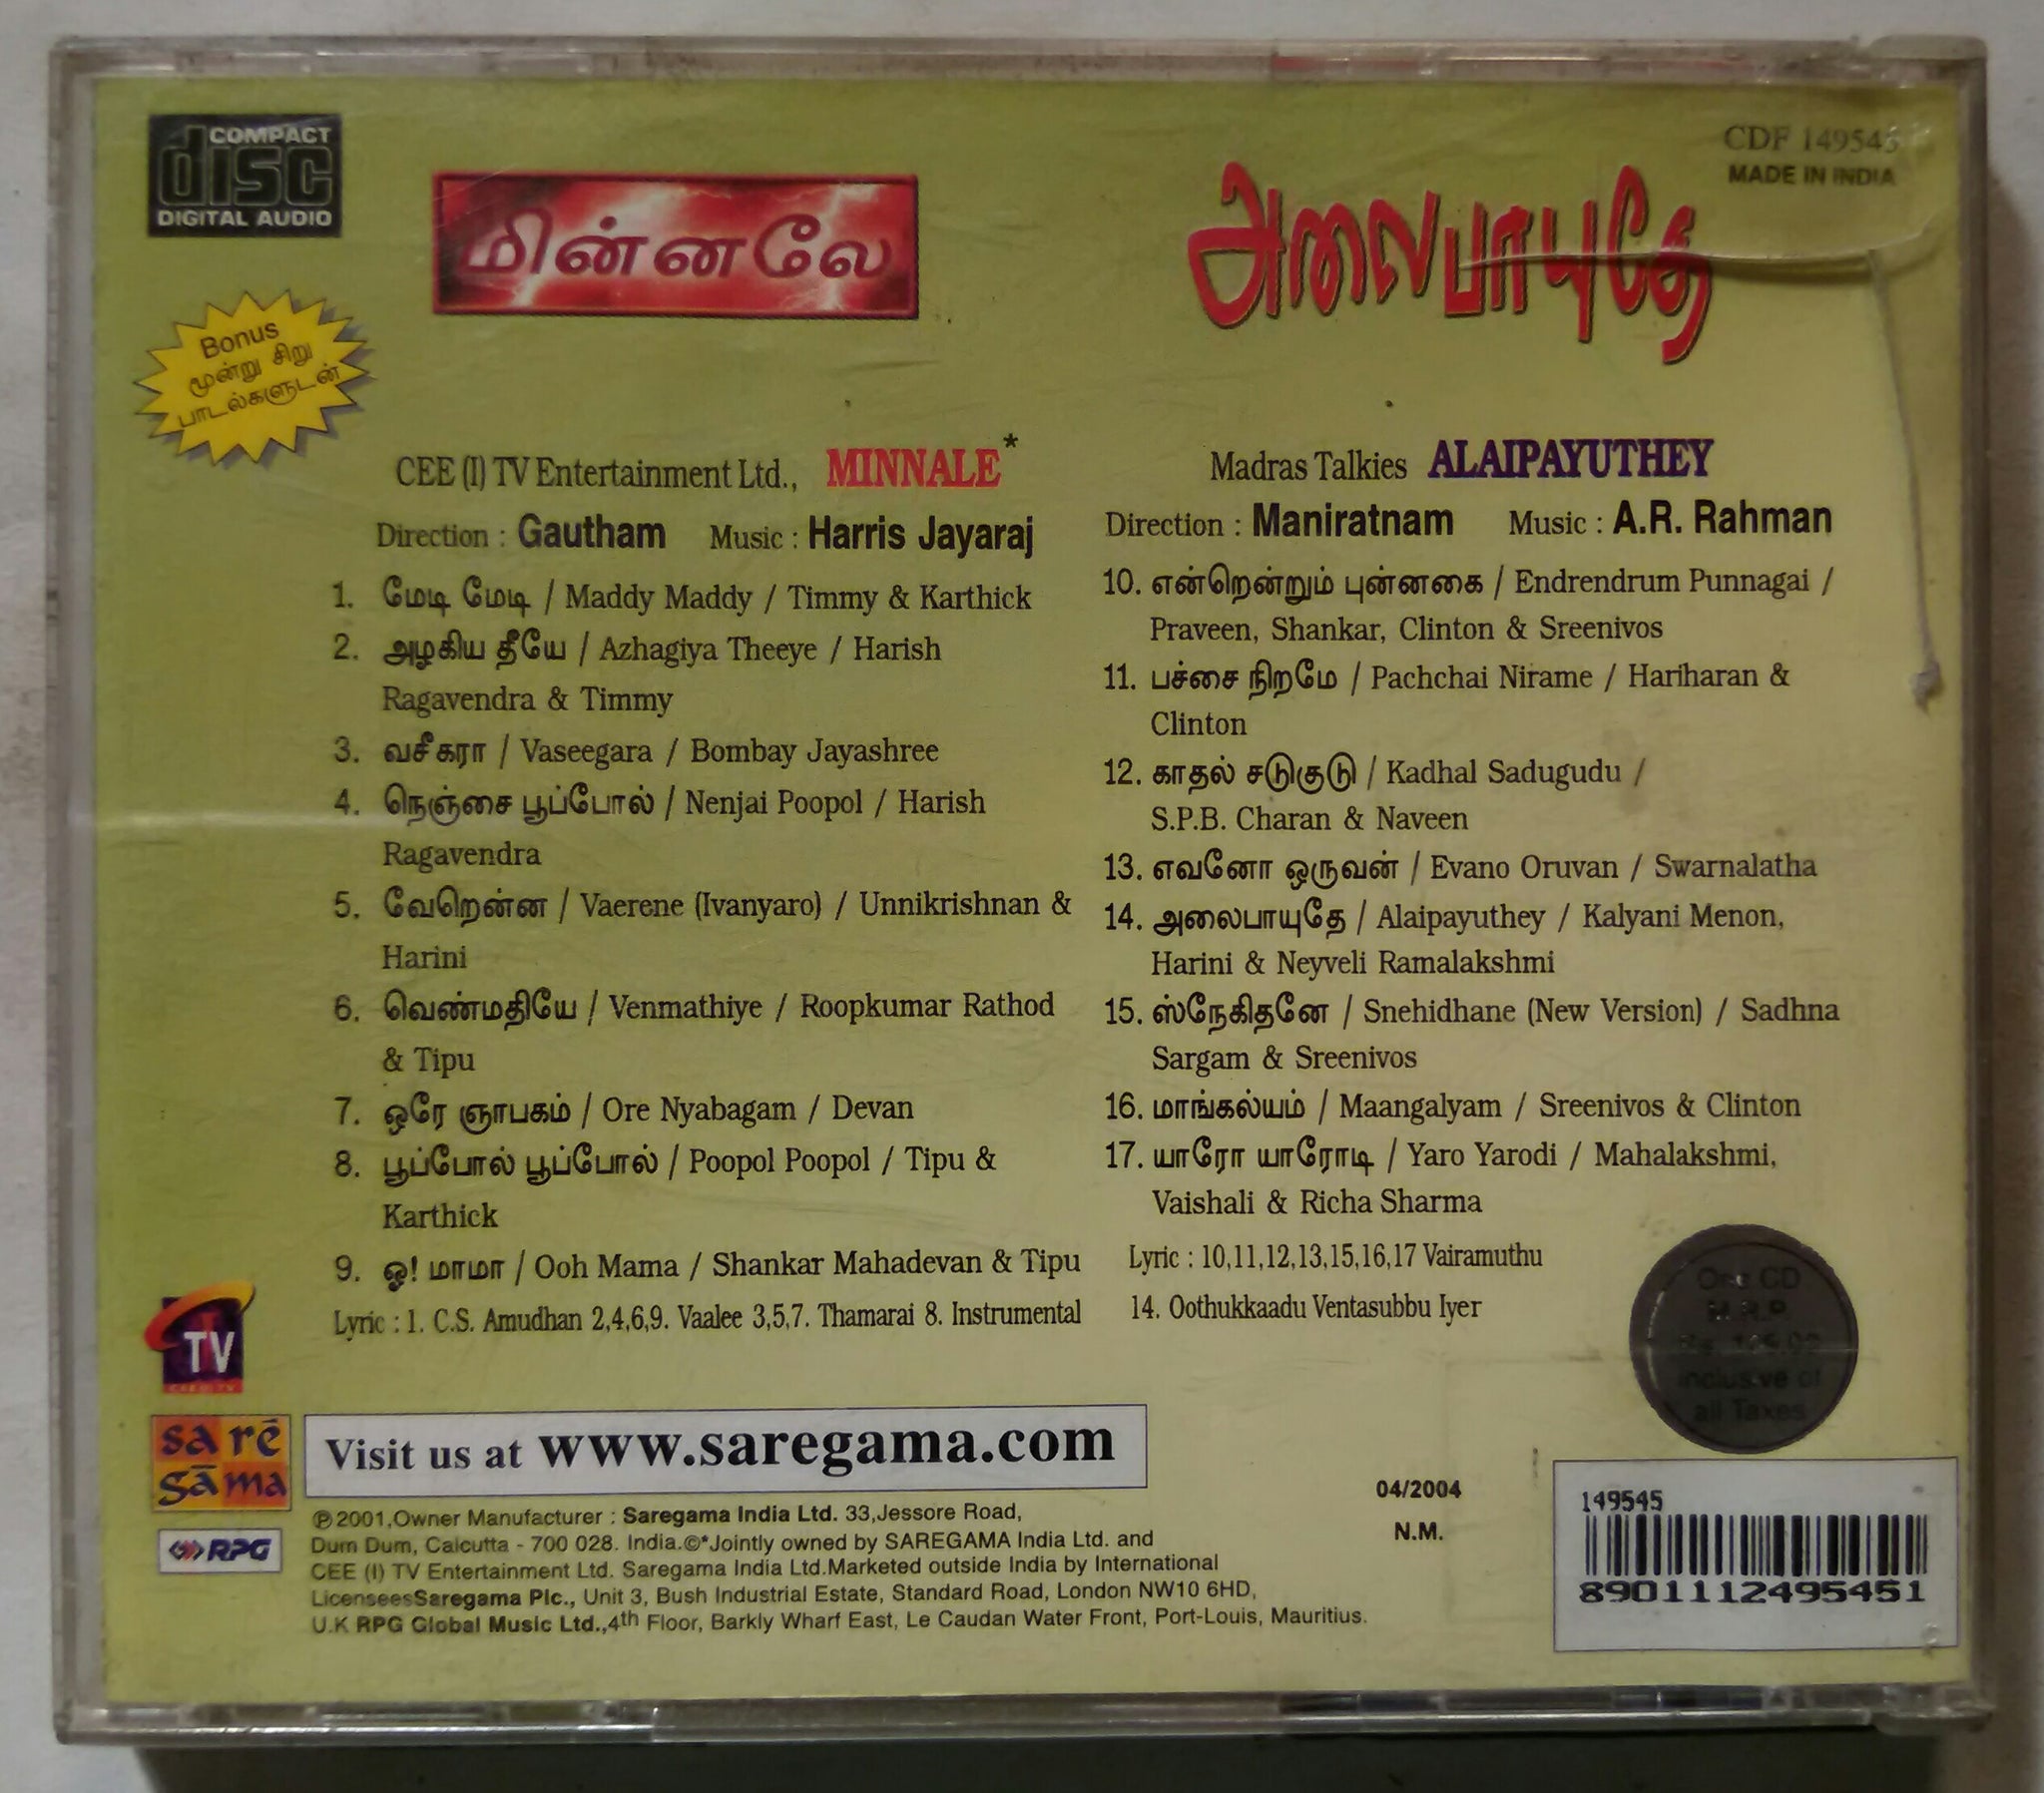 COMPACT
disc
DIGITAL AUDIO
மின்னலே
அலைபாயுதே
CDF 149545
MADE IN INDIA
Bonus
மூன்று சிறு
பாடல்களுடன்
CEE (I) TV Entertainment Ltd., MINNALE*
Direction : Gautham Music : Harris Jayaraj
1. மேடி மேடி / Maddy Maddy / Timmy & Karthick
2. அழகிய தீயே / Azhagiya Theeye / Harish
Ragavendra & Timmy
3. வசீகரா / Vaseegara / Bombay Jayashree
4. நெஞ்சை பூப்போல் / Nenjai Poopol / Harish
Ragavendra
5. வேறென்ன / Vaerene (Ivanyaro) / Unnikrishnan &
Harini
6. வெண்மதியே / Venmathiye / Roopkumar Rathod
& Tipu
7. ஒரே ஞாபகம் / Ore Nyabagam / Devan
8. பூப்போல் பூப்போல் / Poopol Poopol / Tipu &
Karthick
9. ஓ! மாமா / Ooh Mama / Shankar Mahadevan & Tipu
Lyric : 1. C.S. Amudhan 2,4,6,9. Vaalee 3,5,7. Thamarai 8. Instrumental
Madras Talkies ALAIPAYUTHEY
Direction : Maniratnam Music : A.R. Rahman
10. என்றென்றும் புன்னகை / Endrendrum Punnagai /
Praveen, Shankar, Clinton & Sreenivos
11. பச்சை நிறமே / Pachchai Nirame / Hariharan &
Clinton
12. காதல் சடுகுடு / Kadhal Sadugudu /
S.P.B. Charan & Naveen
13. எவனோ ஒருவன் / Evano Oruvan / Swarnalatha
14. அலைபாயுதே / Alaipayuthey / Kalyani Menon,
Harini & Neyveli Ramalakshmi
15. ஸ்நேகிதனே / Snehidhane (New Version) / Sadhna
Sargam & Sreenivos
16. மாங்கல்யம் / Maangalyam / Sreenivos & Clinton
17. யாரோ யாரோடி / Yaro Yarodi / Mahalakshmi,
Vaishali & Richa Sharma
Lyric : 10,11,12,13,15,16,17 Vairamuthu
14. Oothukkaadu Ventasubbu Iyer
One CD
M.R.P.
Rs.
inclusive of
all Taxes
TV
sa rē
gāma
RPG
Visit us at www.saregama.com
℗2001,Owner Manufacturer : Saregama India Ltd. 33,Jessore Road,
Dum Dum, Calcutta - 700 028. India.©*Jointly owned by SAREGAMA India Ltd. and
CEE (I) TV Entertainment Ltd. Saregama India Ltd.Marketed outside India by International
LicenseesSaregama Plc., Unit 3, Bush Industrial Estate, Standard Road, London NW10 6HD,
U.K RPG Global Music Ltd.,4th Floor, Barkly Wharf East, Le Caudan Water Front, Port-Louis, Mauritius.
04/2004
N.M.
149545
8901112495451